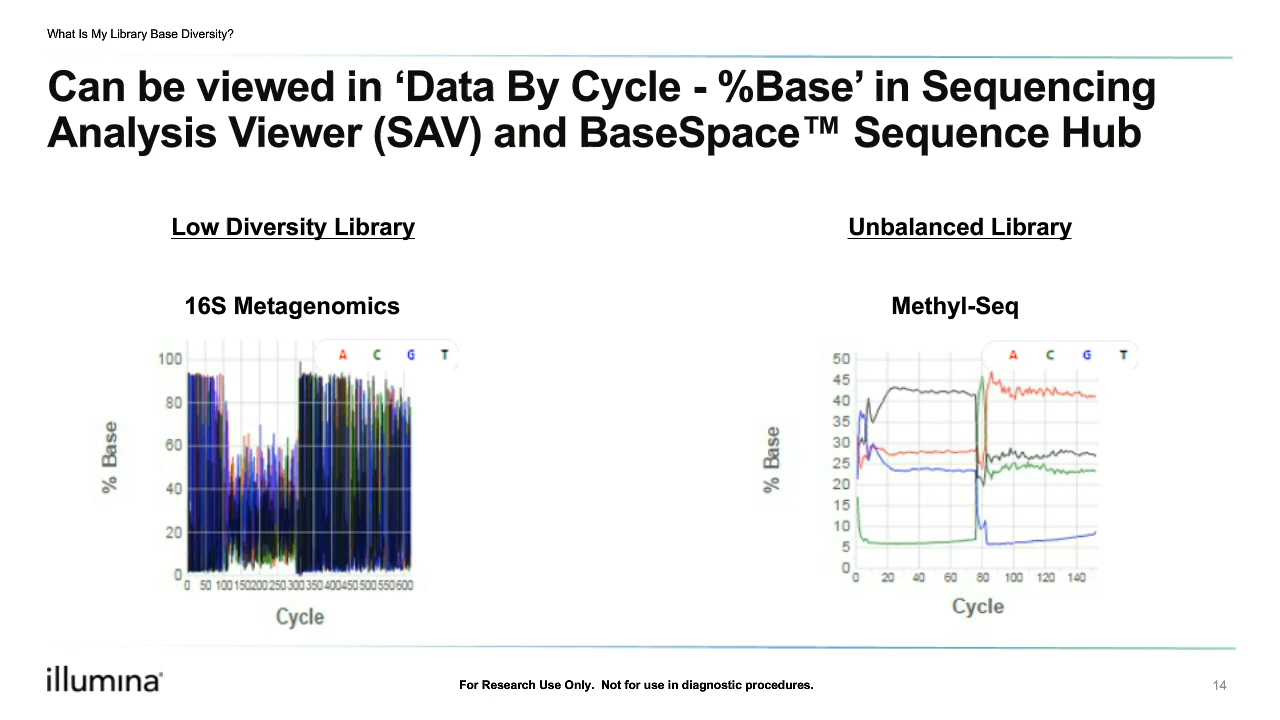 What Is My Library Base Diversity?
Can be viewed in ‘Data By Cycle - %Base’ in Sequencing
Analysis Viewer (SAV) and BaseSpace™ Sequence Hub
Low Diversity Library
16S Metagenomics
A C G T
100
80
60
40
20
0
% Base
0 50 100 150 200 250 300 350 400 450 500 550 600
Cycle
Unbalanced Library
Methyl-Seq
A C G T
50
45
40
35
30
25
20
15
10
5
0
% Base
0 20 40 60 80 100 120 140
Cycle
illumina®
For Research Use Only. Not for use in diagnostic procedures.
14